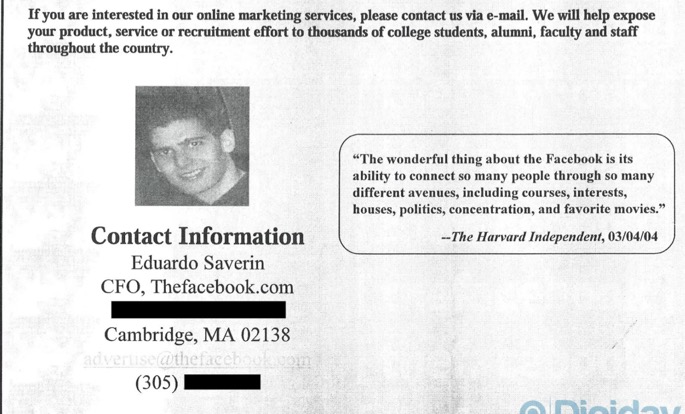 If you are interested in our online marketing services, please contact us via e-mail. We will help expose
your product, service or recruitment effort to thousands of college students, alumni, faculty and staff
throughout the country.
“The wonderful thing about the Facebook is its
ability to connect so many people through so many
different avenues, including courses, interests,
houses, politics, concentration, and favorite movies.”
--The Harvard Independent, 03/04/04
Contact Information
Eduardo Saverin
CFO, Thefacebook.com
Cambridge, MA 02138
advertise@thefacebook.com
(305)
Digiday